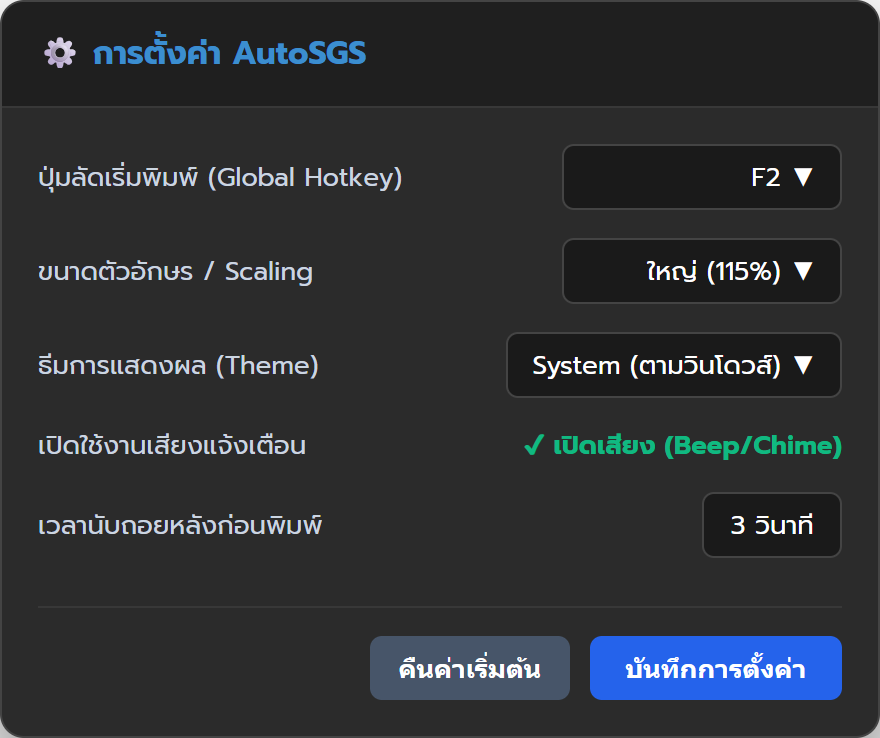 การตั้งค่า AutoSGS
ปุ่มลัดเริ่มพิมพ์ (Global Hotkey)
F2 ▼
ขนาดตัวอักษร / Scaling
ใหญ่ (115%) ▼
ธีมการแสดงผล (Theme)
System (ตามวินโดวส์) ▼
เปิดใช้งานเสียงแจ้งเตือน
✓ เปิดเสียง (Beep/Chime)
เวลานับถอยหลังก่อนพิมพ์
3 วินาที
คืนค่าเริ่มต้น
บันทึกการตั้งค่า